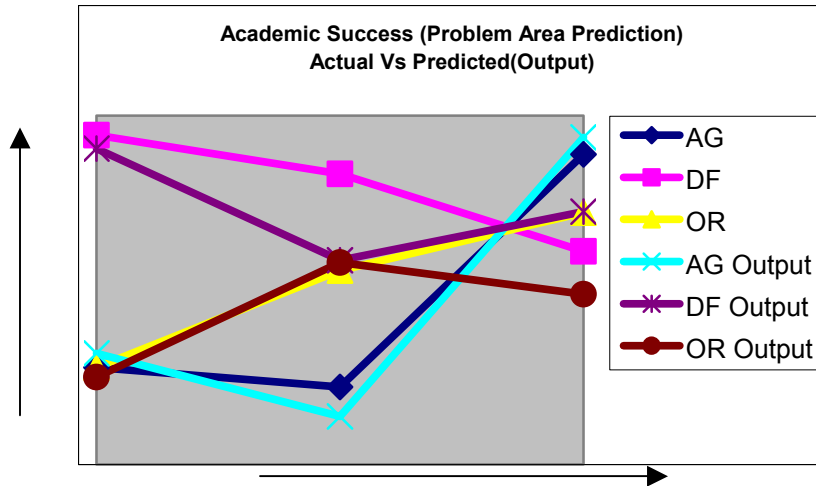 Academic Success (Problem Area Prediction)
Actual Vs Predicted(Output)
AG
DF
OR
AG Output
DF Output
OR Output